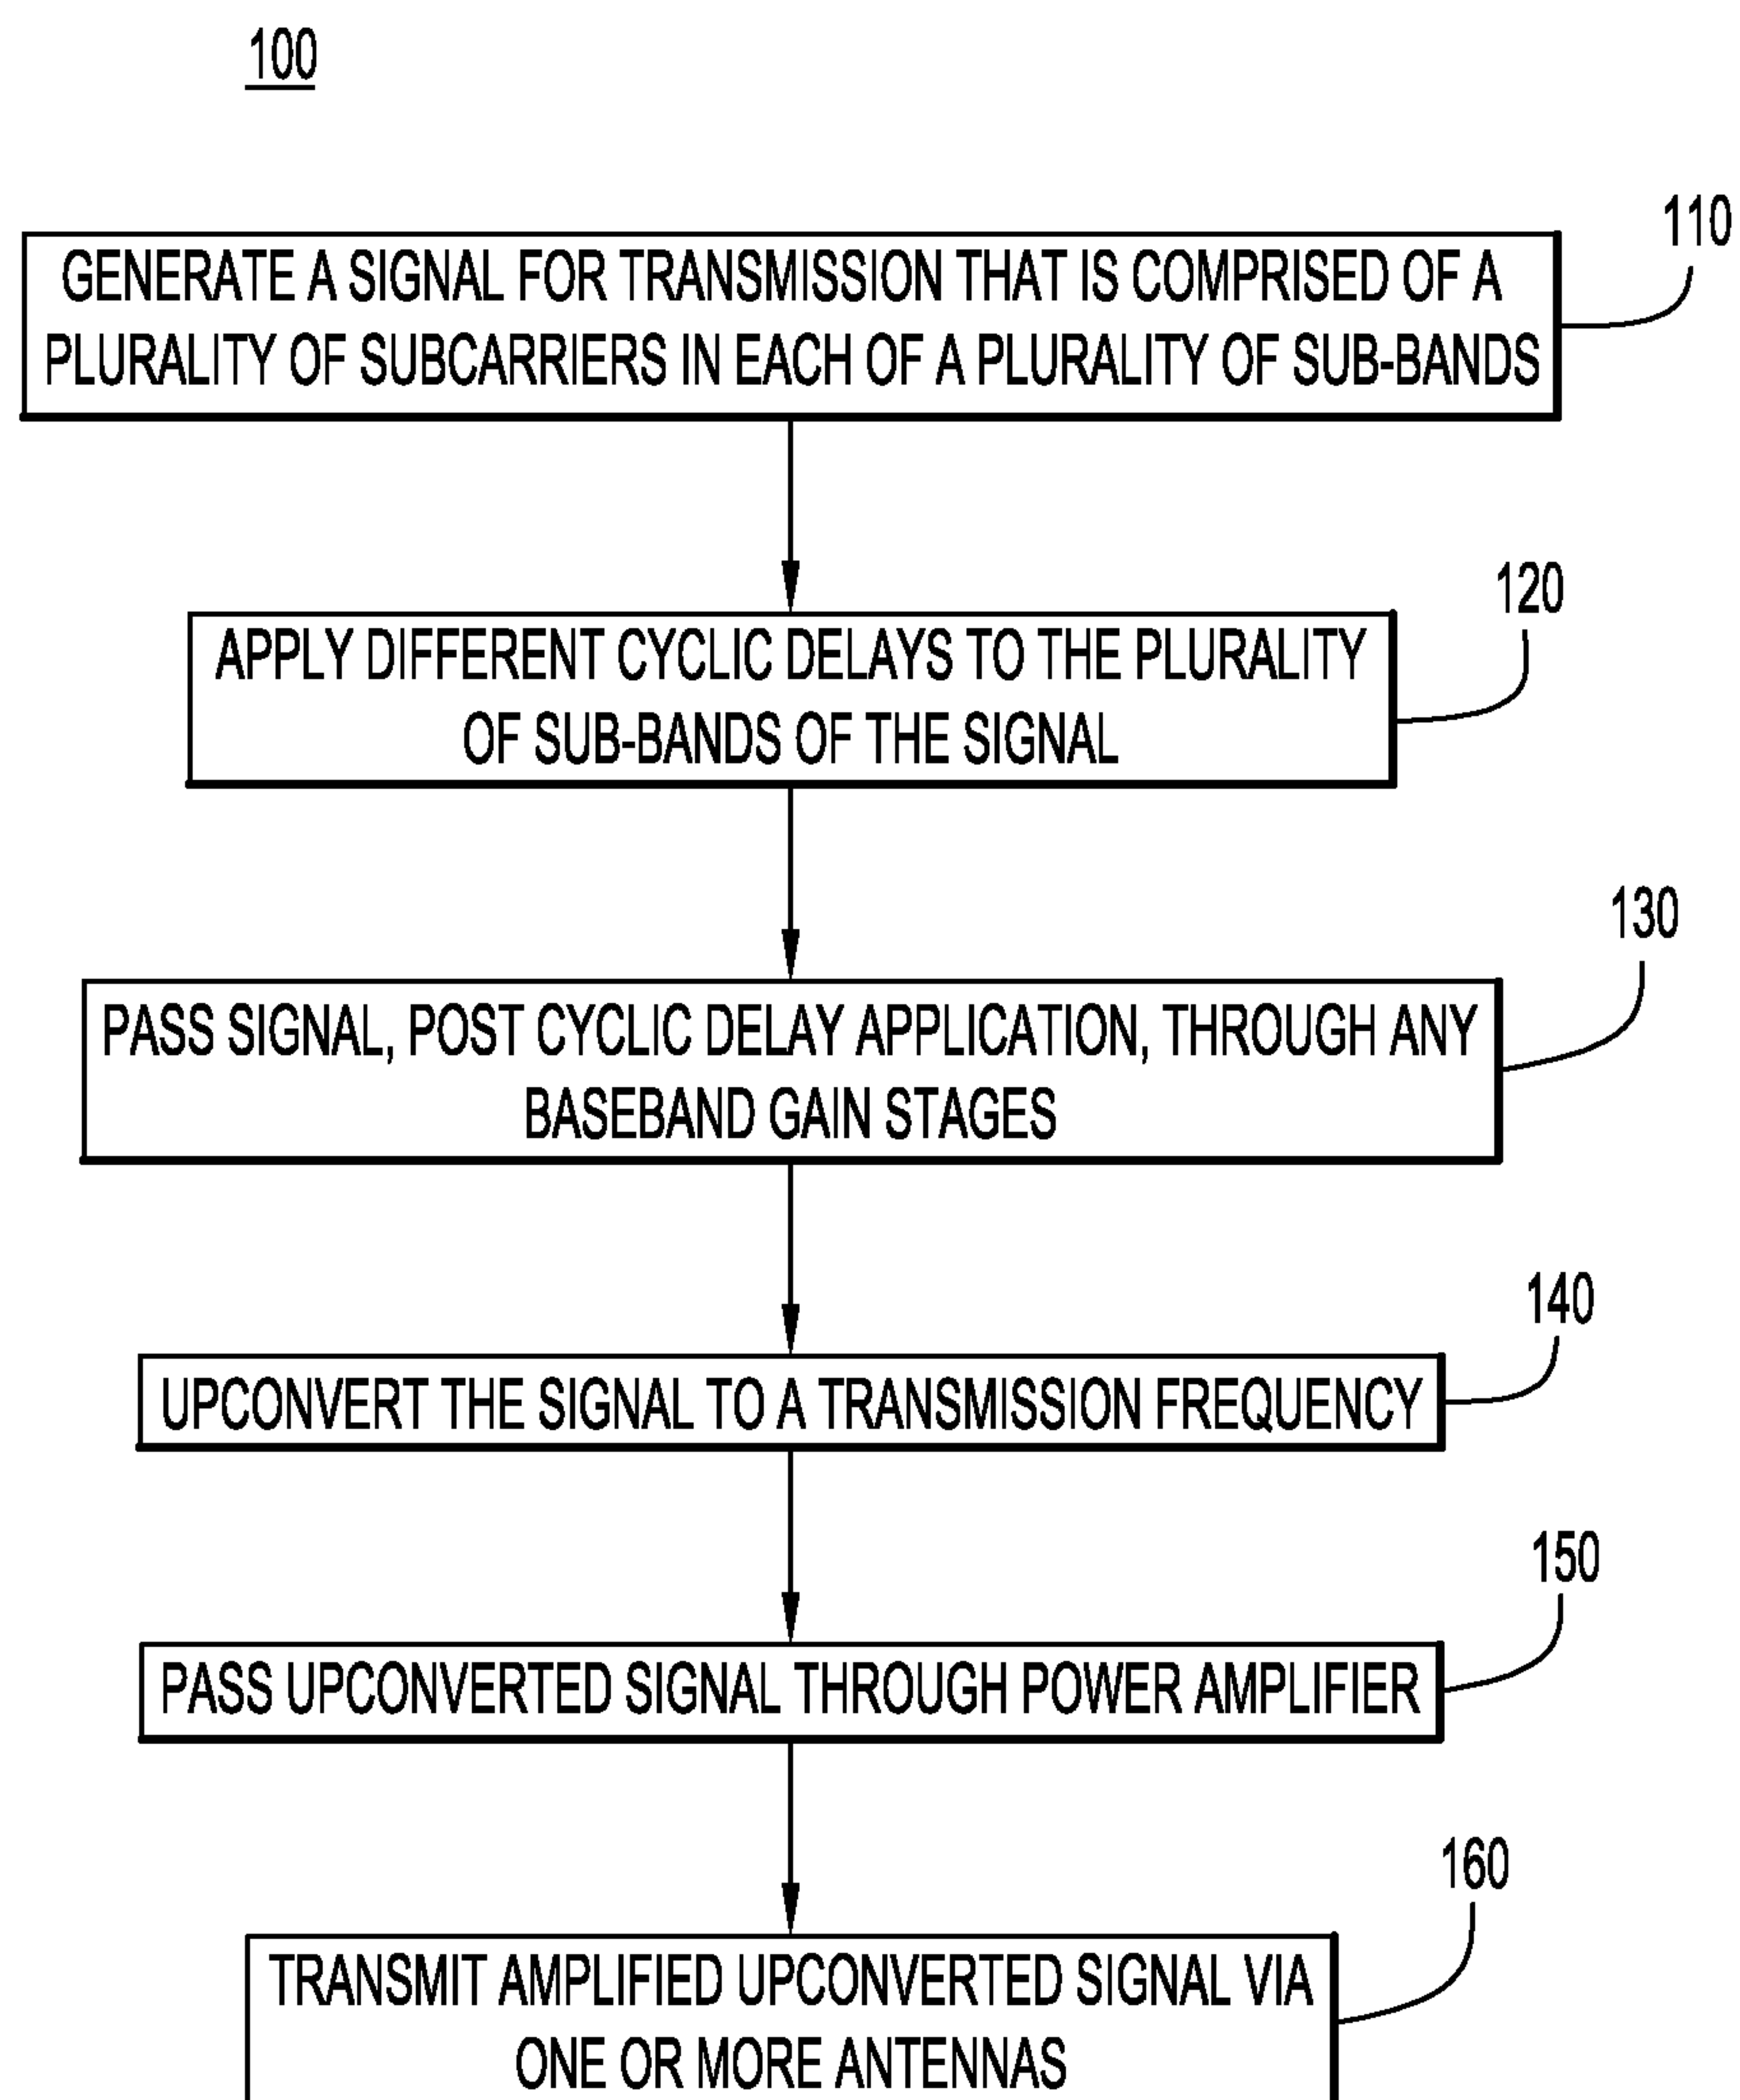 100
110
GENERATE A SIGNAL FOR TRANSMISSION THAT IS COMPRISED OF A
PLURALITY OF SUBCARRIERS IN EACH OF A PLURALITY OF SUB-BANDS
120
APPLY DIFFERENT CYCLIC DELAYS TO THE PLURALITY
OF SUB-BANDS OF THE SIGNAL
130
PASS SIGNAL, POST CYCLIC DELAY APPLICATION, THROUGH ANY
BASEBAND GAIN STAGES
140
UPCONVERT THE SIGNAL TO A TRANSMISSION FREQUENCY
150
PASS UPCONVERTED SIGNAL THROUGH POWER AMPLIFIER
160
TRANSMIT AMPLIFIED UPCONVERTED SIGNAL VIA
ONE OR MORE ANTENNAS